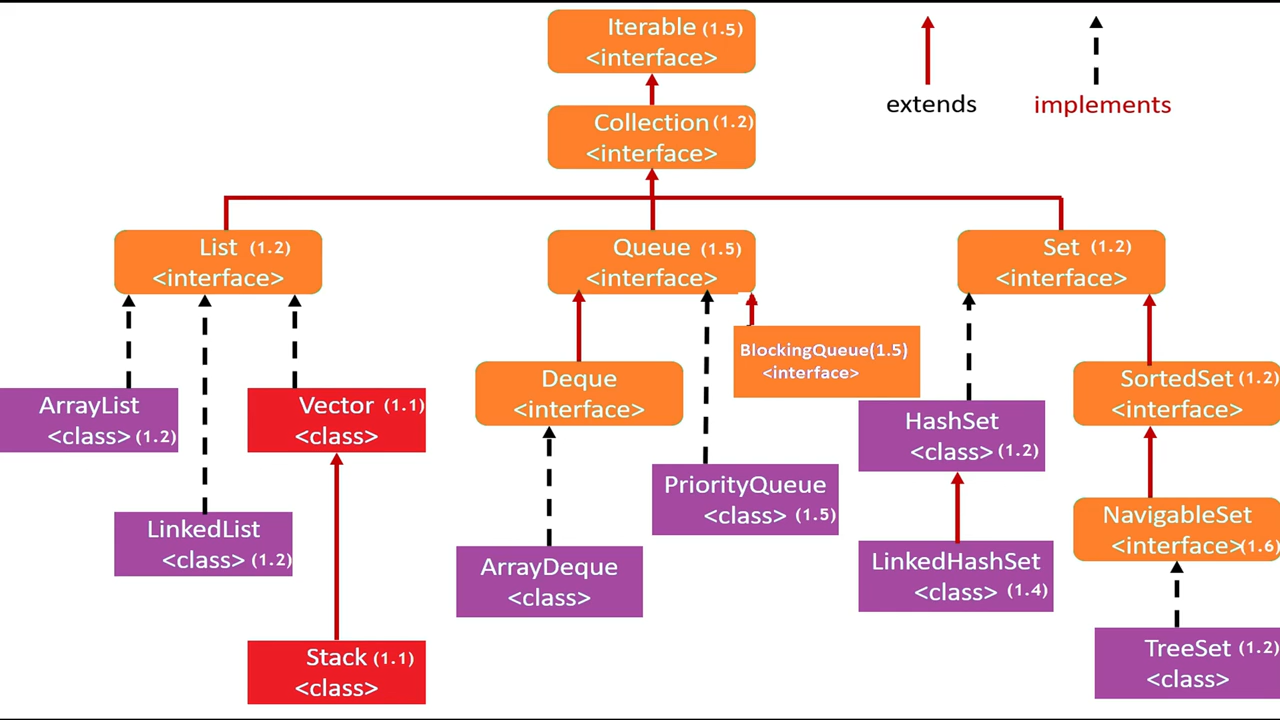 Iterable (1.5)
<interface>
extends
implements
Collection (1.2)
<interface>
List (1.2)
<interface>
Queue (1.5)
<interface>
Set (1.2)
<interface>
BlockingQueue(1.5)
<interface>
Deque
<interface>
SortedSet (1.2)
<interface>
ArrayList
<class> (1.2)
Vector (1.1)
<class>
HashSet
<class> (1.2)
PriorityQueue
<class> (1.5)
NavigableSet
<interface>(1.6)
LinkedList
<class> (1.2)
ArrayDeque
<class>
LinkedHashSet
<class> (1.4)
Stack (1.1)
<class>
TreeSet (1.2)
<class>